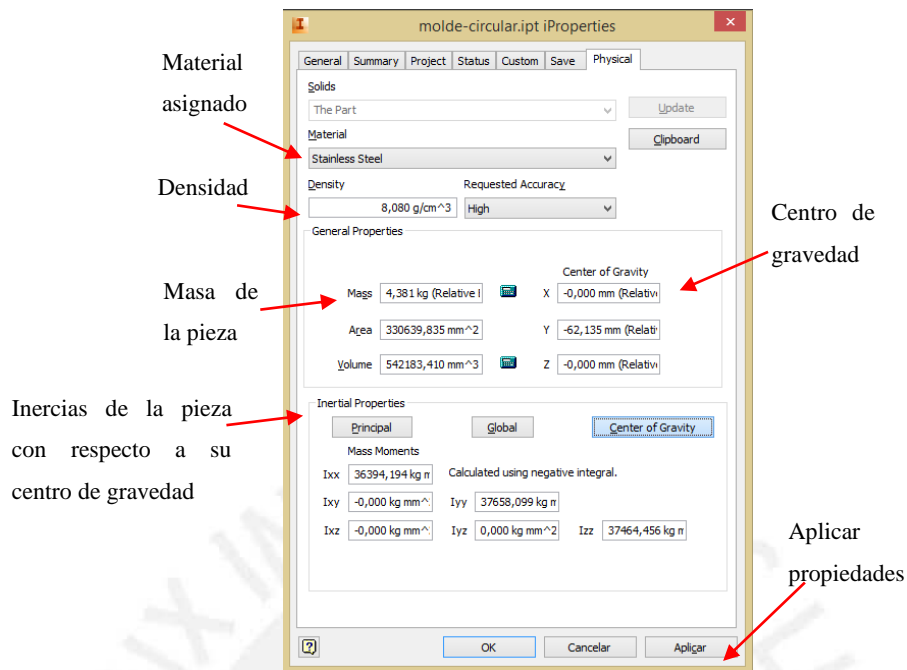 molde-circular.ipt iProperties
General Summary Project Status Custom Save Physical
Material
asignado
Solids
The Part
Update
Material
Clipboard
Stainless Steel
Densidad
Density
Requested Accuracy
8,080 g/cm^3
High
Centro de
gravedad
General Properties
Center of Gravity
Masa de
la pieza
Mass 4,381 kg (Relative
X -0,000 mm (Relativ
Area 330639,835 mm^2
Y -62,135 mm (Relati
Volume 542183,410 mm^3
Z -0,000 mm (Relativ
Inercias de la pieza
con respecto a su
centro de gravedad
Inertial Properties
Principal
Global
Center of Gravity
Mass Moments
Ixx 36394,194 kg
Calculated using negative integral.
Ixy -0,000 kg mm^
Iyy 37658,099 kg
Ixz -0,000 kg mm^
Iyz 0,000 kg mm^2
Izz 37464,456 kg
Aplicar
propiedades
OK
Cancelar
Aplicar